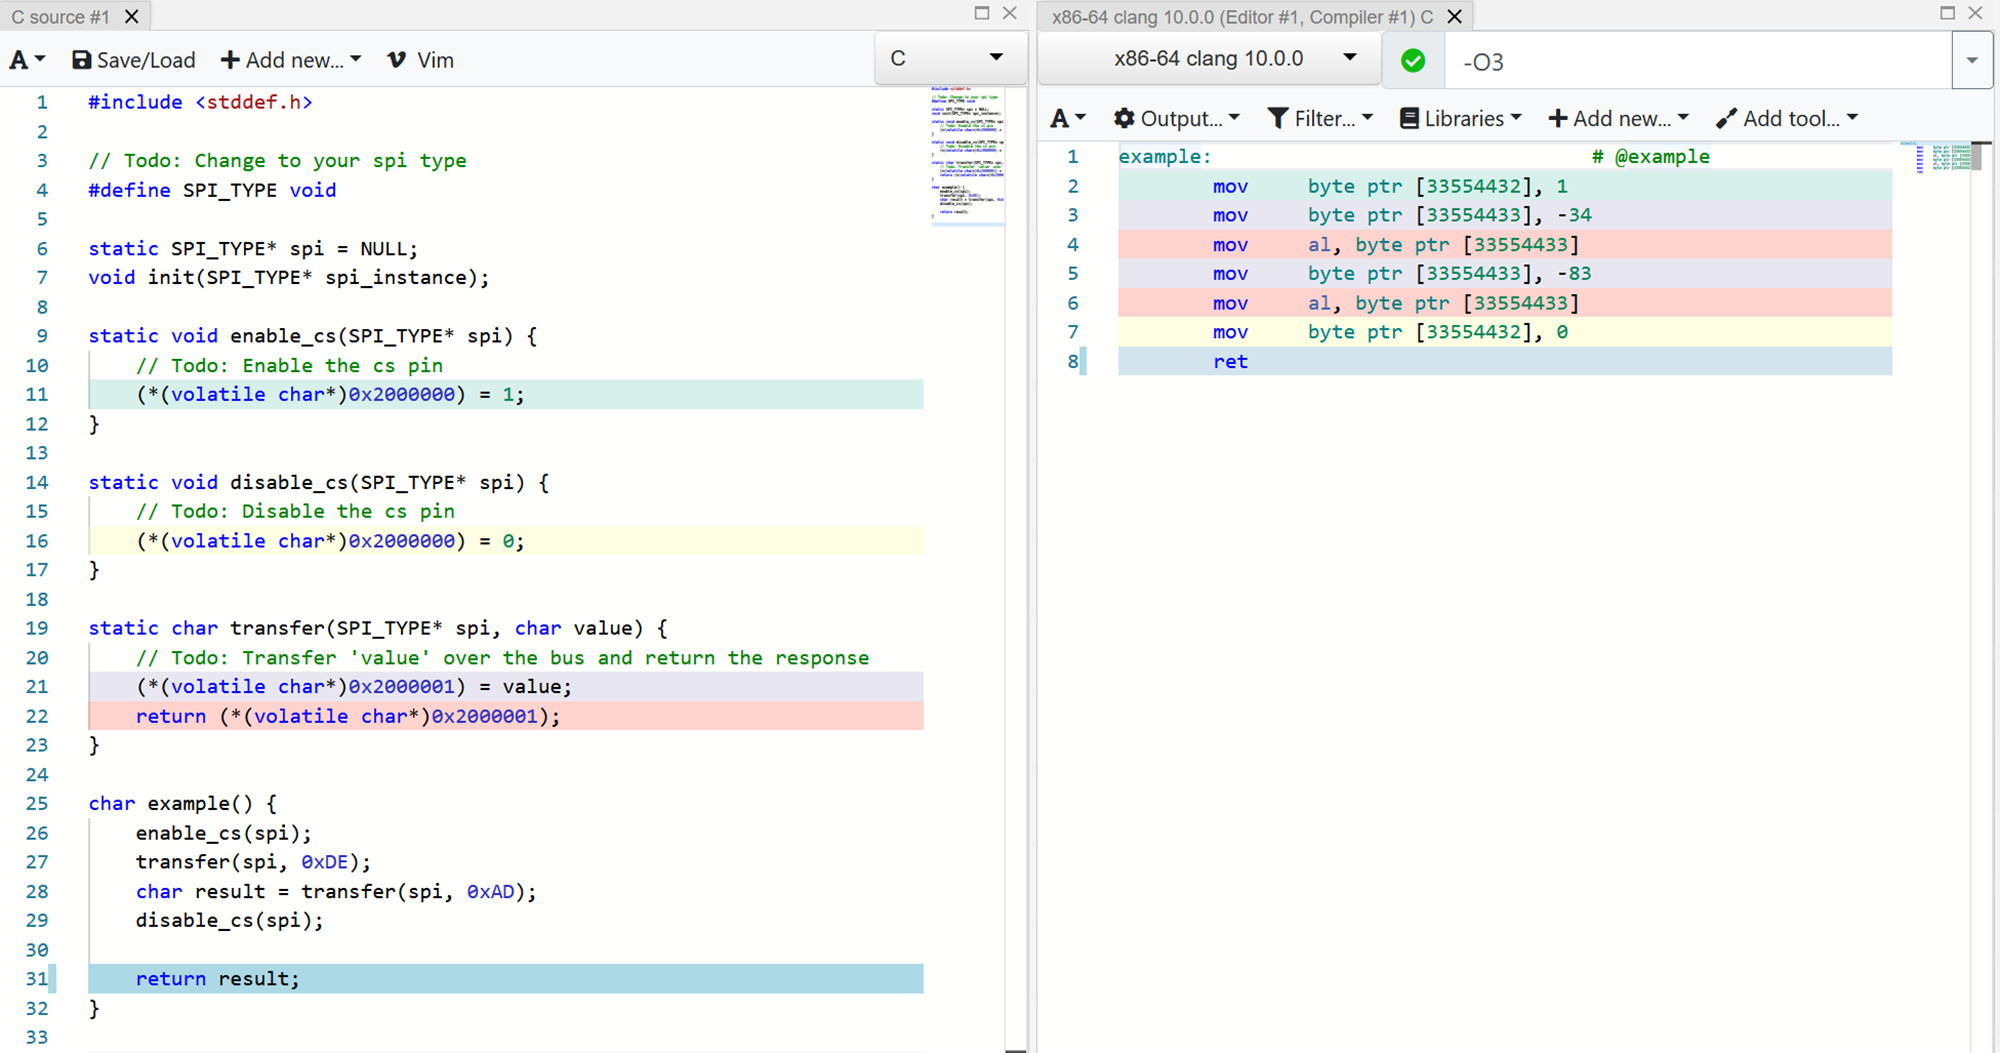 C source #1
Save/Load Add new... Vim C
1 #include <stddef.h>
2
3 // Todo: Change to your spi type
4 #define SPI_TYPE void
5
6 static SPI_TYPE* spi = NULL;
7 void init(SPI_TYPE* spi_instance);
8
9 static void enable_cs(SPI_TYPE* spi) {
10 // Todo: Enable the cs pin
11 (*(volatile char*)0x2000000) = 1;
12 }
13
14 static void disable_cs(SPI_TYPE* spi) {
15 // Todo: Disable the cs pin
16 (*(volatile char*)0x2000000) = 0;
17 }
18
19 static char transfer(SPI_TYPE* spi, char value) {
20 // Todo: Transfer 'value' over the bus and return the response
21 (*(volatile char*)0x2000001) = value;
22 return (*(volatile char*)0x2000001);
23 }
24
25 char example() {
26 enable_cs(spi);
27 transfer(spi, 0xDE);
28 char result = transfer(spi, 0xAD);
29 disable_cs(spi);
30
31 return result;
32 }
33
x86-64 clang 10.0.0 (Editor #1, Compiler #1) C
x86-64 clang 10.0.0 -O3
A Output... Filter... Libraries Add new... Add tool...
1 example: # @example
2 mov byte ptr [33554432], 1
3 mov byte ptr [33554433], -34
4 mov al, byte ptr [33554433]
5 mov byte ptr [33554433], -83
6 mov al, byte ptr [33554433]
7 mov byte ptr [33554432], 0
8 ret